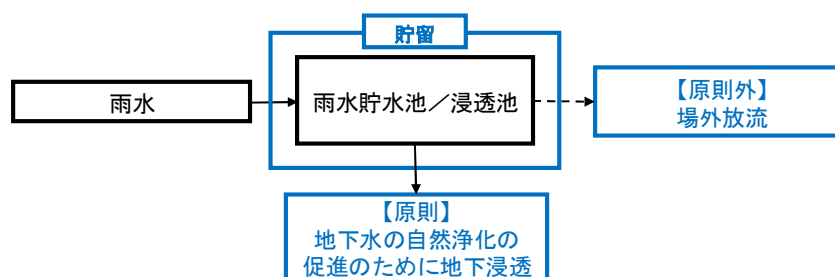 貯留
雨水
雨水貯水池／浸透池
【原則外】
場外放流
【原則】
地下水の自然浄化の
促進のために地下浸透